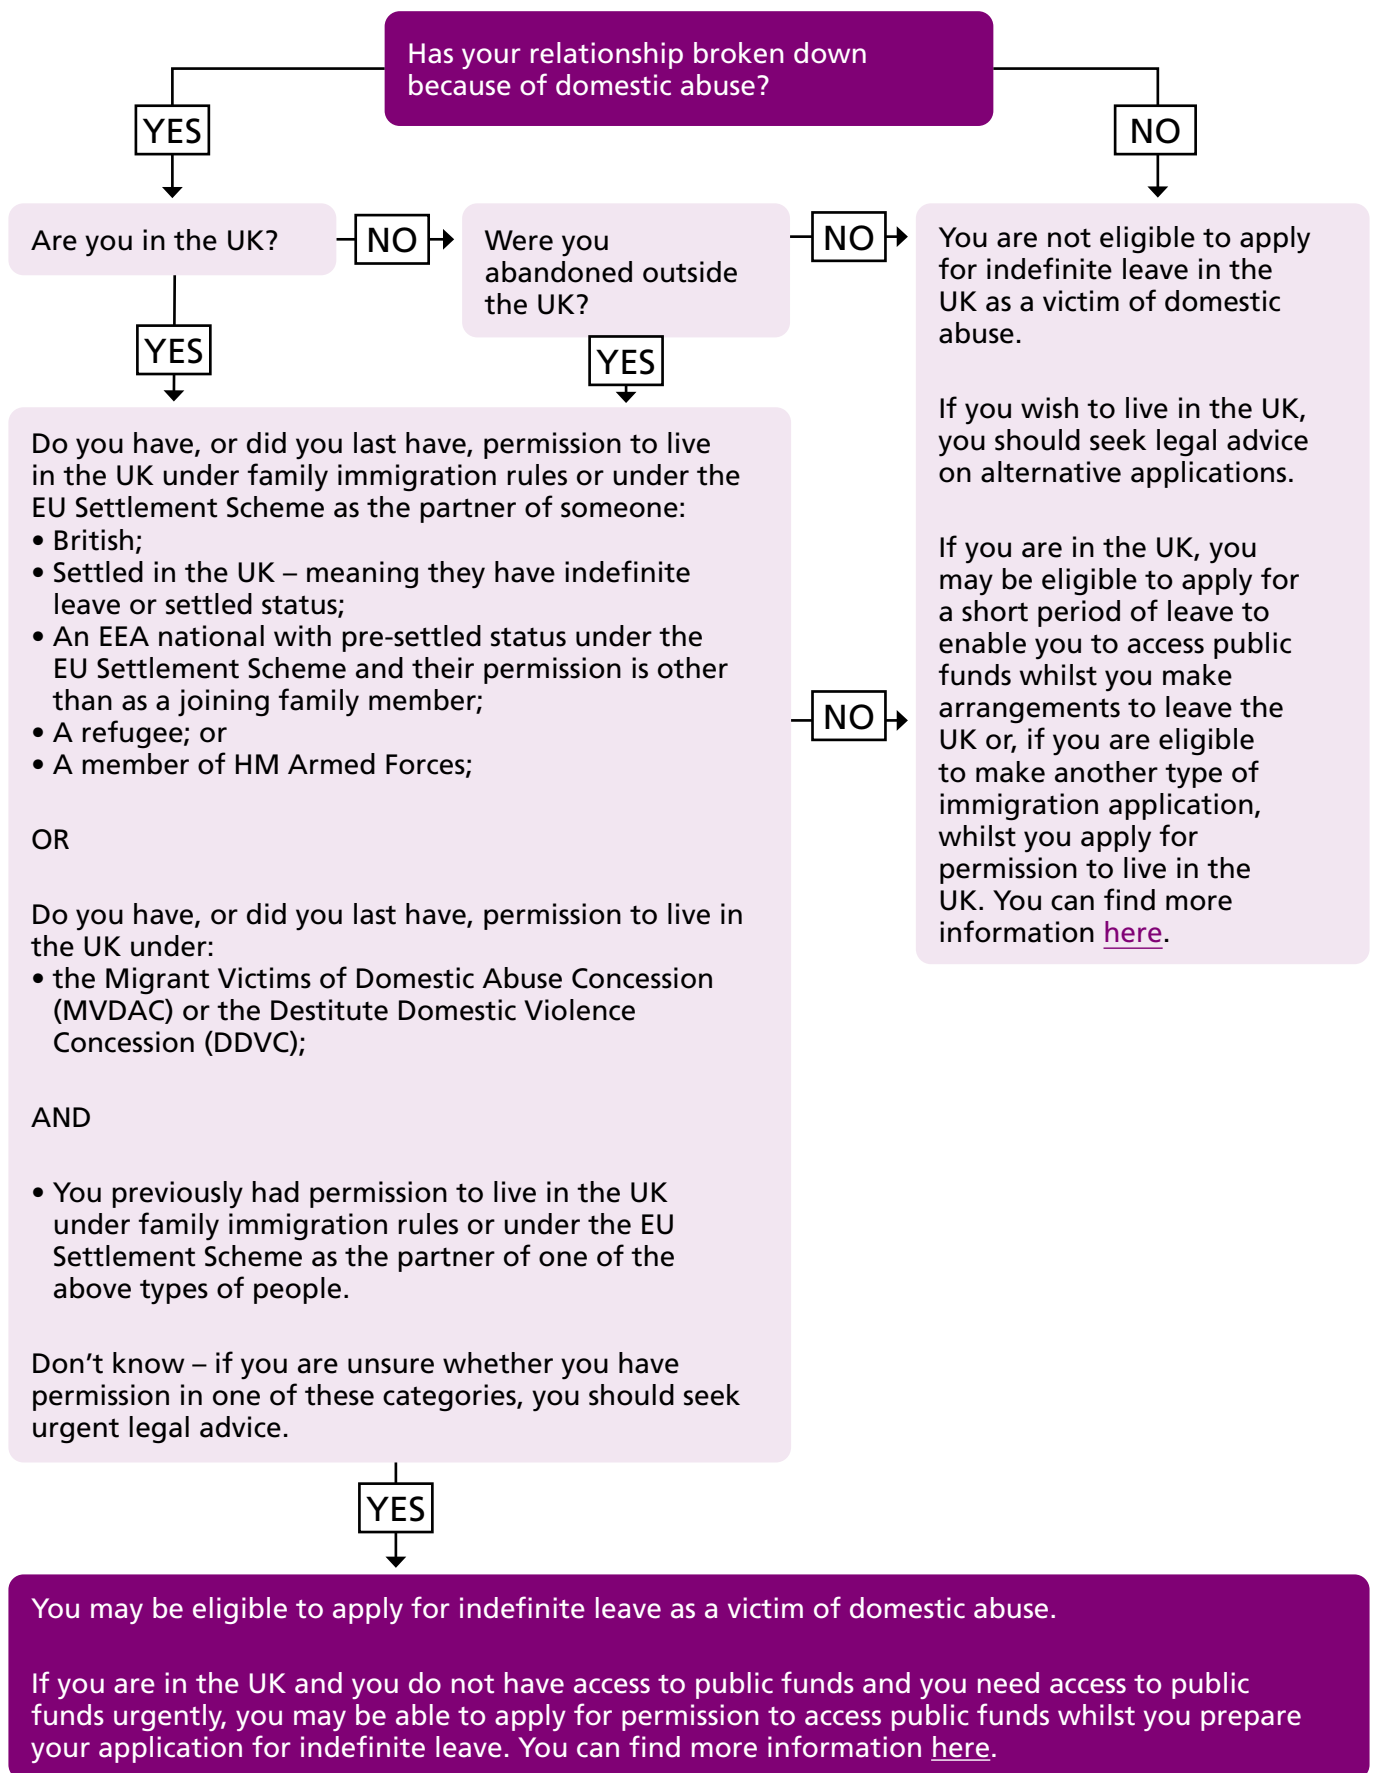 Has your relationship broken down
because of domestic abuse?
YES
NO
Are you in the UK?
NO
Were you
abandoned outside
the UK?
NO
You are not eligible to apply
for indefinite leave in the
UK as a victim of domestic
abuse.
If you wish to live in the UK,
you should seek legal advice
on alternative applications.
If you are in the UK, you
may be eligible to apply for
a short period of leave to
enable you to access public
funds whilst you make
arrangements to leave the
UK or, if you are eligible
to make another type of
immigration application,
whilst you apply for
permission to live in the
UK. You can find more
information here.
YES
YES
Do you have, or did you last have, permission to live
in the UK under family immigration rules or under the
EU Settlement Scheme as the partner of someone:
• British;
• Settled in the UK – meaning they have indefinite
leave or settled status;
• An EEA national with pre-settled status under the
EU Settlement Scheme and their permission is other
than as a joining family member;
• A refugee; or
• A member of HM Armed Forces;
OR
Do you have, or did you last have, permission to live in
the UK under:
• the Migrant Victims of Domestic Abuse Concession
(MVDAC) or the Destitute Domestic Violence
Concession (DDVC);
AND
• You previously had permission to live in the UK
under family immigration rules or under the EU
Settlement Scheme as the partner of one of the
above types of people.
Don’t know – if you are unsure whether you have
permission in one of these categories, you should seek
urgent legal advice.
NO
YES
You may be eligible to apply for indefinite leave as a victim of domestic abuse.
If you are in the UK and you do not have access to public funds and you need access to public
funds urgently, you may be able to apply for permission to access public funds whilst you prepare
your application for indefinite leave. You can find more information here.